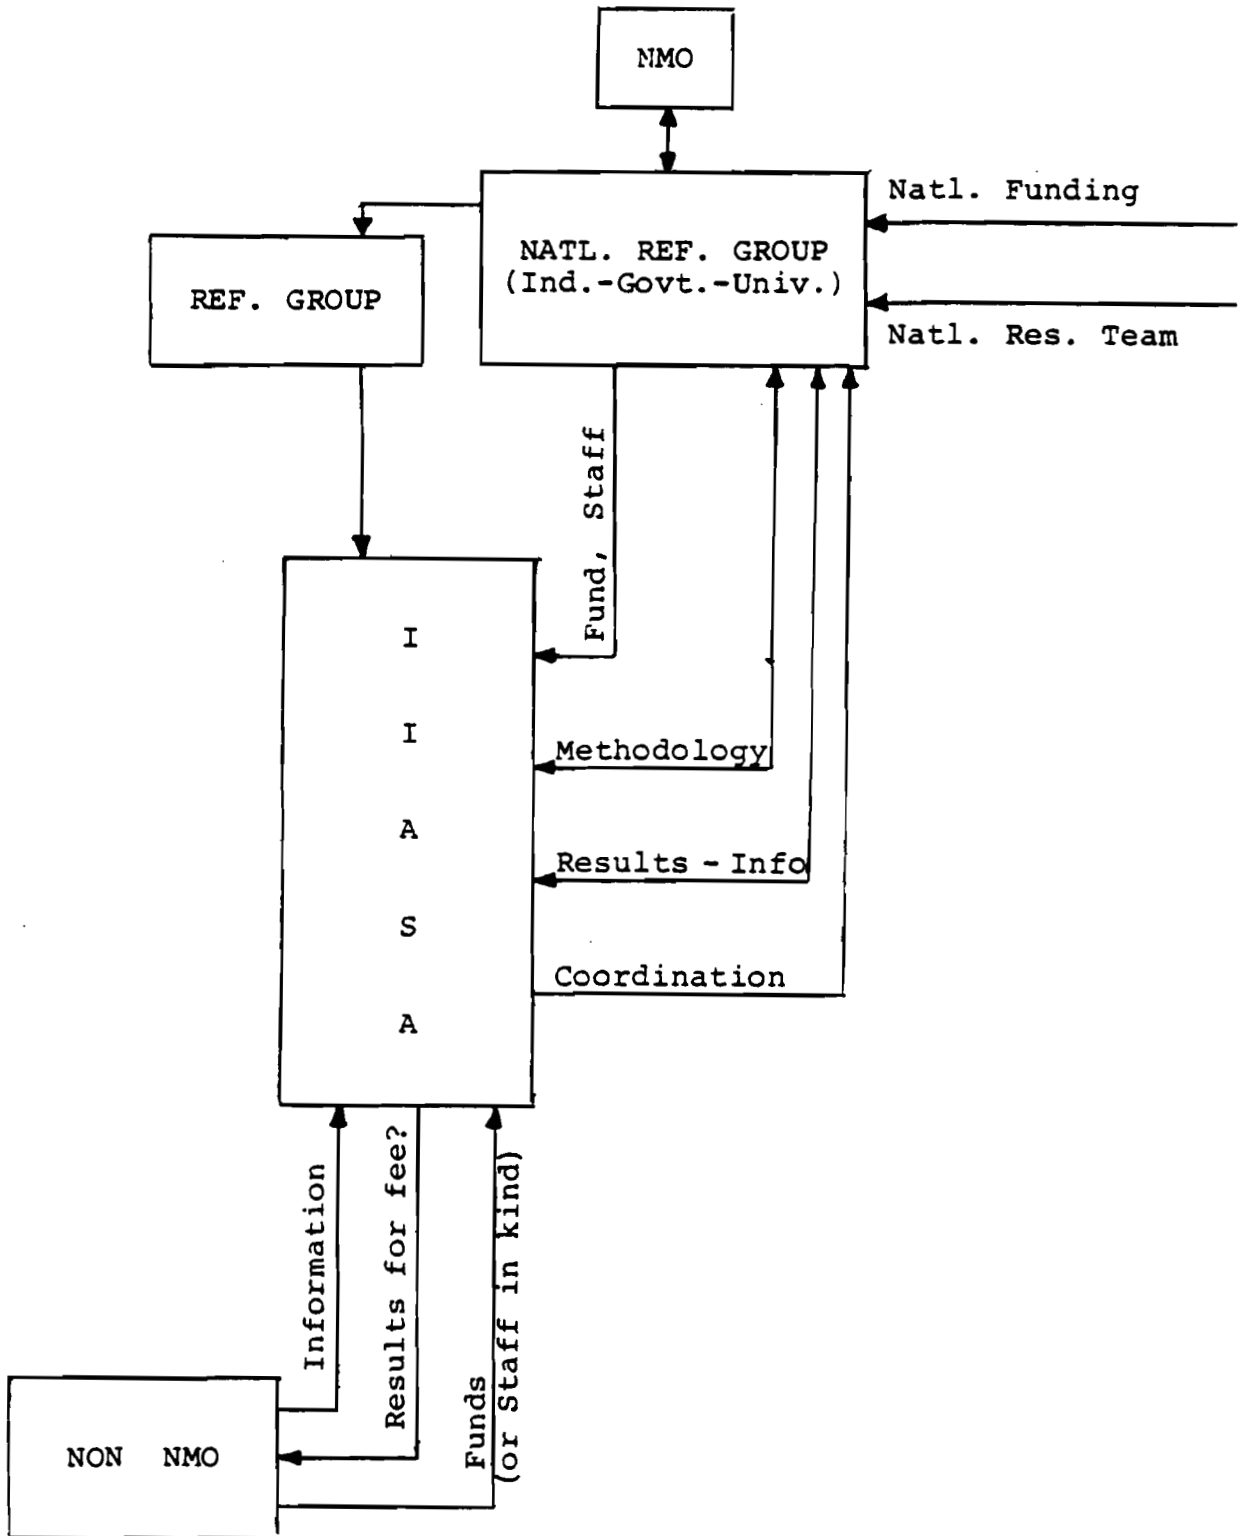 NMO
Natl. Funding
NATL. REF. GROUP
(Ind.-Govt.-Univ.)
REF. GROUP
Natl. Res. Team
Fund, Staff
I
I
A
S
A
Methodology
Results - Info
Coordination
Information
Results for fee?
Funds
(or Staff in kind)
NON NMO